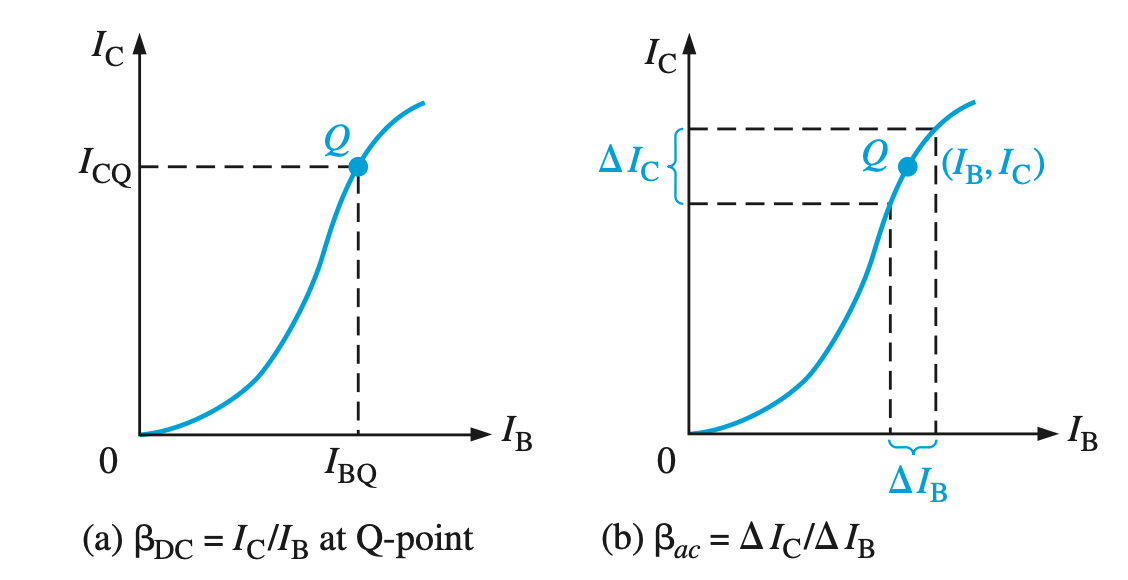 I_C
Q
I_CQ
0
I_BQ
I_B
(a) β_DC = I_C/I_B at Q-point
I_C
ΔI_C
Q
(I_B, I_C)
0
I_B
ΔI_B
(b) β_ac = ΔI_C/ΔI_B